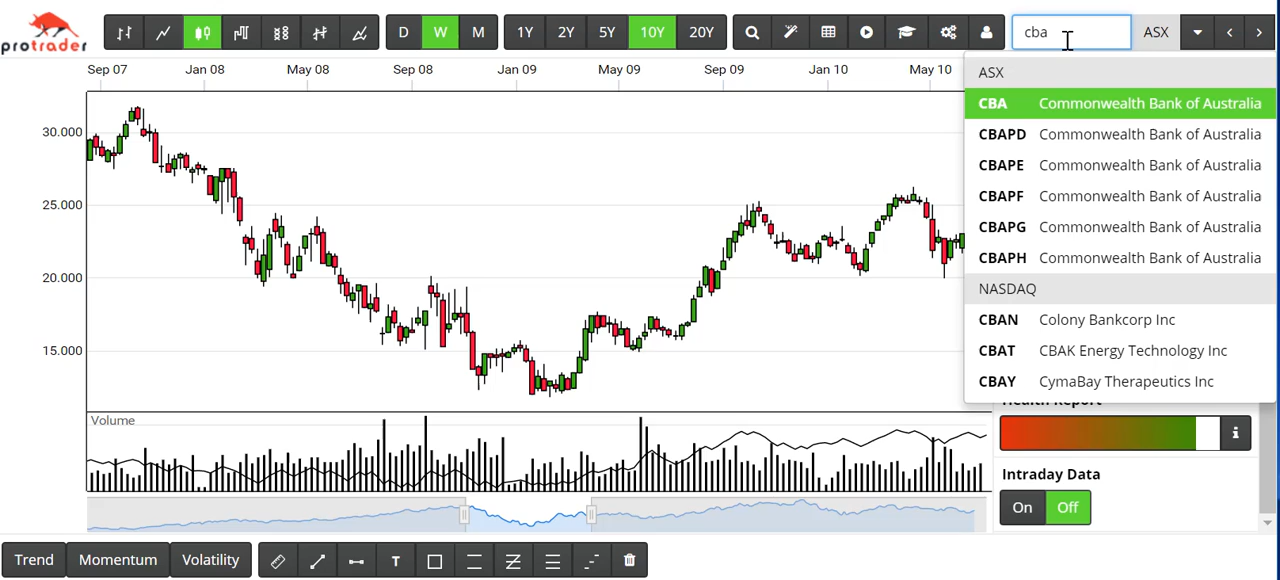 protrader
D W M 1Y 2Y 5Y 10Y 20Y cba ASX
Sep 07 Jan 08 May 08 Sep 08 Jan 09 May 09 Sep 09 Jan 10 May 10
30.000
25.000
20.000
15.000
ASX
CBA Commonwealth Bank of Australia
CBAPD Commonwealth Bank of Australia
CBAPE Commonwealth Bank of Australia
CBAPF Commonwealth Bank of Australia
CBAPG Commonwealth Bank of Australia
CBAPH Commonwealth Bank of Australia
NASDAQ
CBAN Colony Bankcorp Inc
CBAT CBAK Energy Technology Inc
CBAY CymaBay Therapeutics Inc
Health Report
Volume
Intraday Data
On Off
Trend Momentum Volatility T